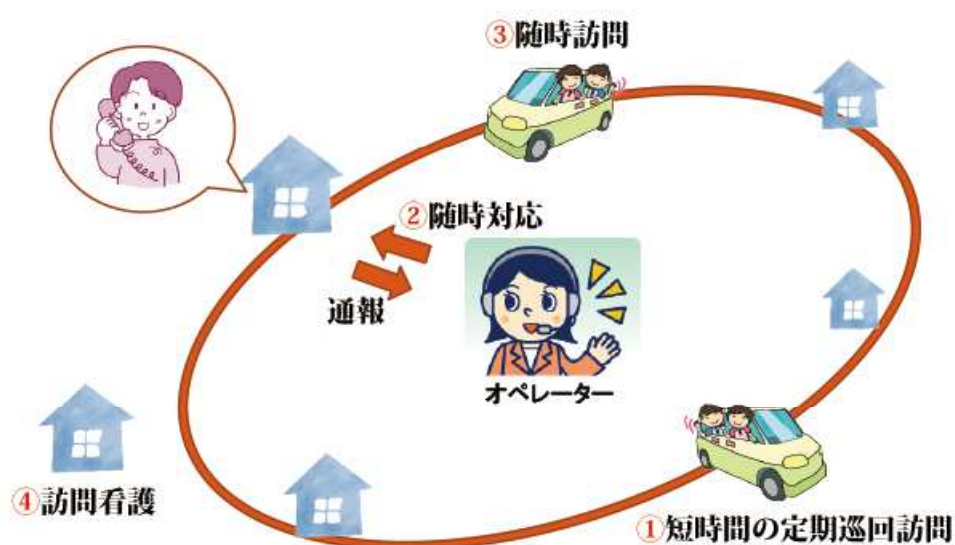 ③随時訪問
②随時対応
通報
オペレーター
④訪問看護
①短時間の定期巡回訪問